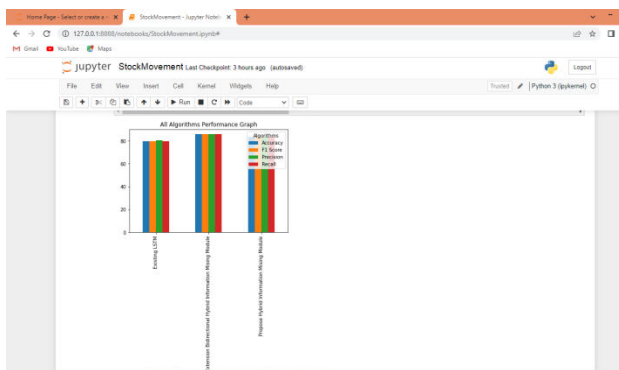 Home Page - Select or create a n
StockMovement - Jupyter Noteb
127.0.0.1:8888/notebooks/StockMovement.ipynb#
Gmail YouTube Maps
jupyter StockMovement Last Checkpoint: 3 hours ago (autosaved)
Logout
File Edit View Insert Cell Kernel Widgets Help
Trusted Python 3 (ipykernel)
Run Code
All Algorithms Performance Graph
Algorithms
Accuracy
F1 Score
Precision
Recall
80
60
40
20
0
Existing LSTM
Extension Bidirectional Hybrid Information Mixing Module
Propose Hybrid Information Mixing Module